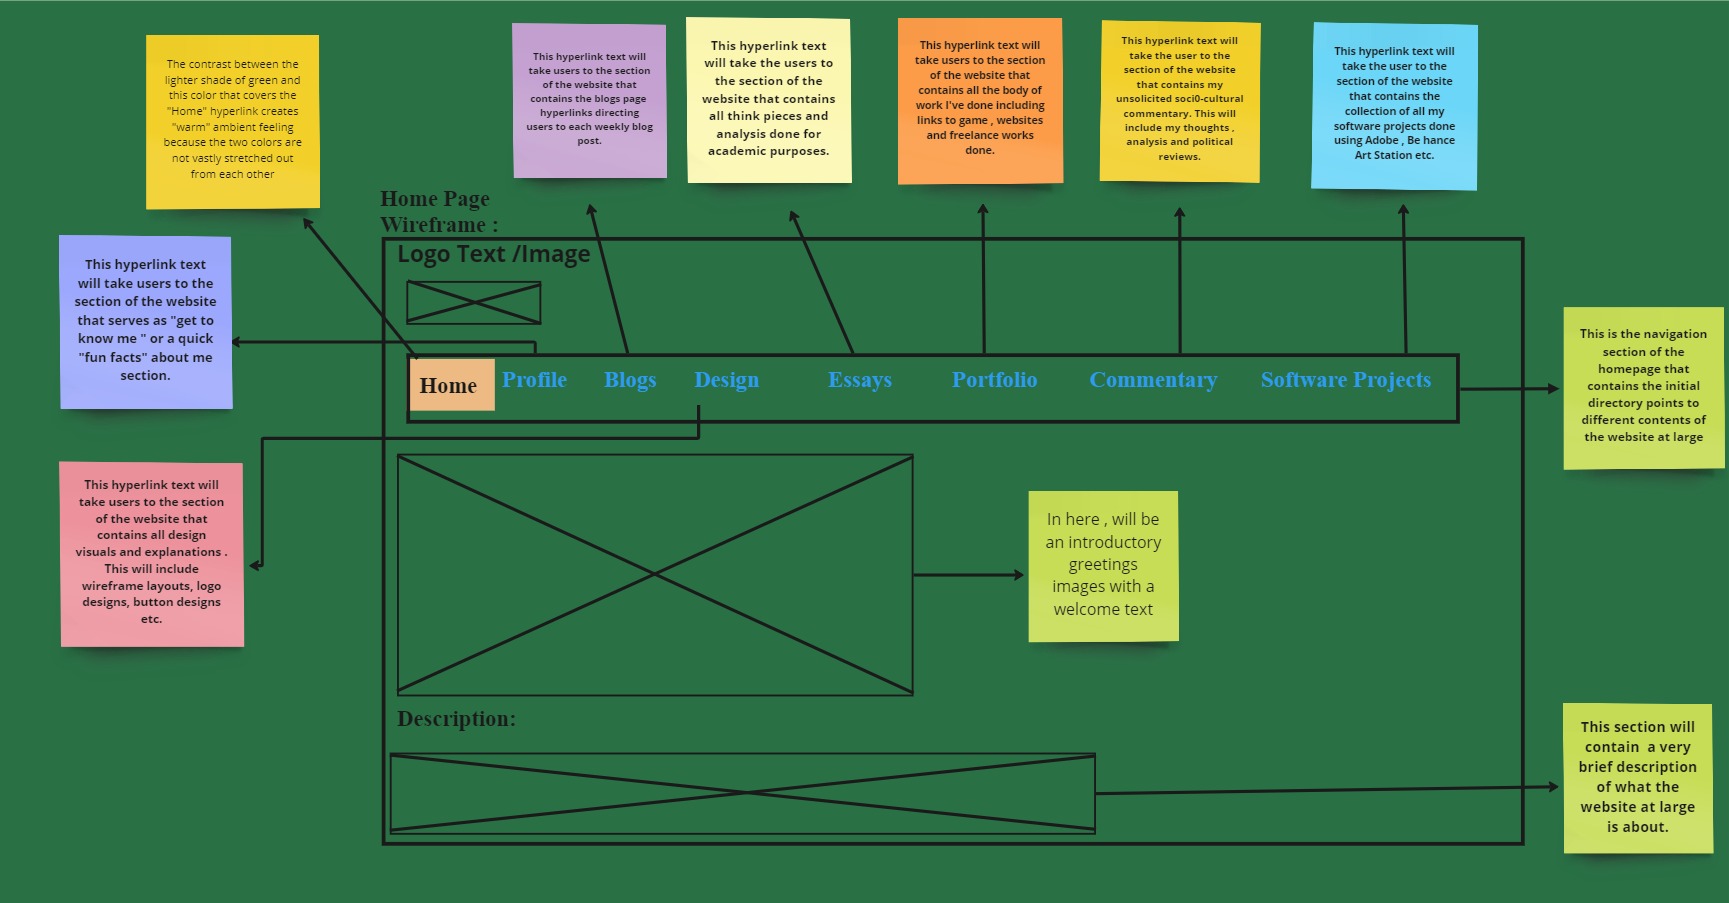 The contrast between the
lighter shade of green and
this color that covers the
"Home" hyperlink creates
"warm" ambient feeling
because the two colors are
not vastly stretched out
from each other
This hyperlink text will
take users to the section
of the website that
contains the blogs page
hyperlinks directing
users to each weekly blog
post.
This hyperlink text
will take the users to
the section of the
website that contains
all think pieces and
analysis done for
academic purposes.
This hyperlink text will
take users to the section
of the website that
contains all the body of
work I've done including
links to game , websites
and freelance works
done.
This hyperlink text will
take the user to the
section of the website
that contains my
unsolicited soci0-cultural
commentary. This will
include my thoughts ,
analysis and political
reviews.
This hyperlink text will
take the user to the
section of the website
that contains the
collection of all my
software projects done
using Adobe , Be hance
Art Station etc.
Home Page
Wireframe :
Logo Text /Image
This hyperlink text
will take users to the
section of the website
that serves as "get to
know me " or a quick
"fun facts" about me
section.
Home Profile Blogs Design Essays Portfolio Commentary Software Projects
This is the navigation
section of the
homepage that
contains the initial
directory points to
different contents of
the website at large
This hyperlink text will
take users to the section
of the website that
contains all design
visuals and explanations .
This will include
wireframe layouts, logo
designs, button designs
etc.
In here , will be
an introductory
greetings
images with a
welcome text
Description:
This section will
contain  a very
brief description
of what the
website at large
is about.